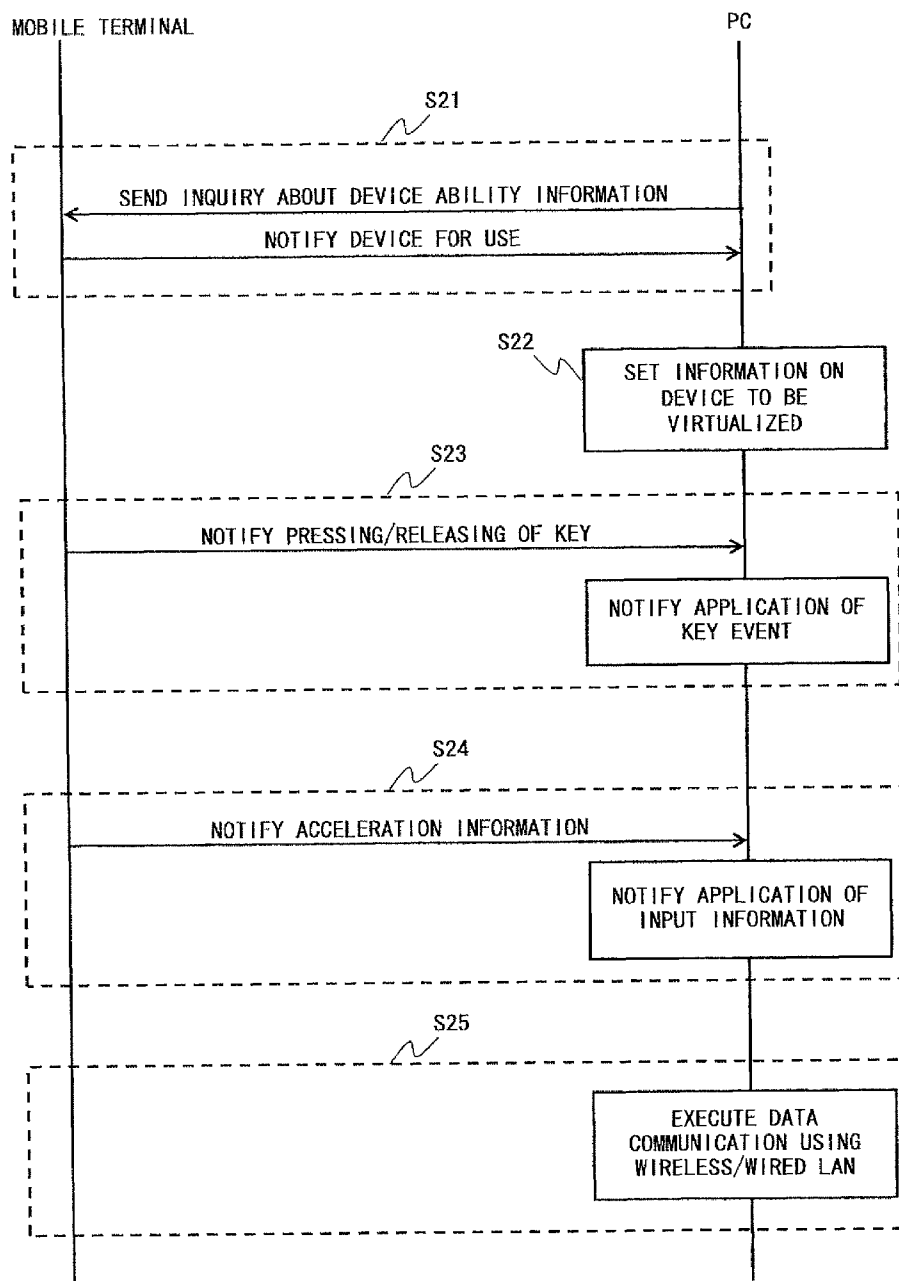 MOBILE TERMINAL
PC
S21
SEND INQUIRY ABOUT DEVICE ABILITY INFORMATION
NOTIFY DEVICE FOR USE
S22
SET INFORMATION ON
DEVICE TO BE
VIRTUALIZED
S23
NOTIFY PRESSING/RELEASING OF KEY
NOTIFY APPLICATION OF
KEY EVENT
S24
NOTIFY ACCELERATION INFORMATION
NOTIFY APPLICATION OF
INPUT INFORMATION
S25
EXECUTE DATA
COMMUNICATION USING
WIRELESS/WIRED LAN